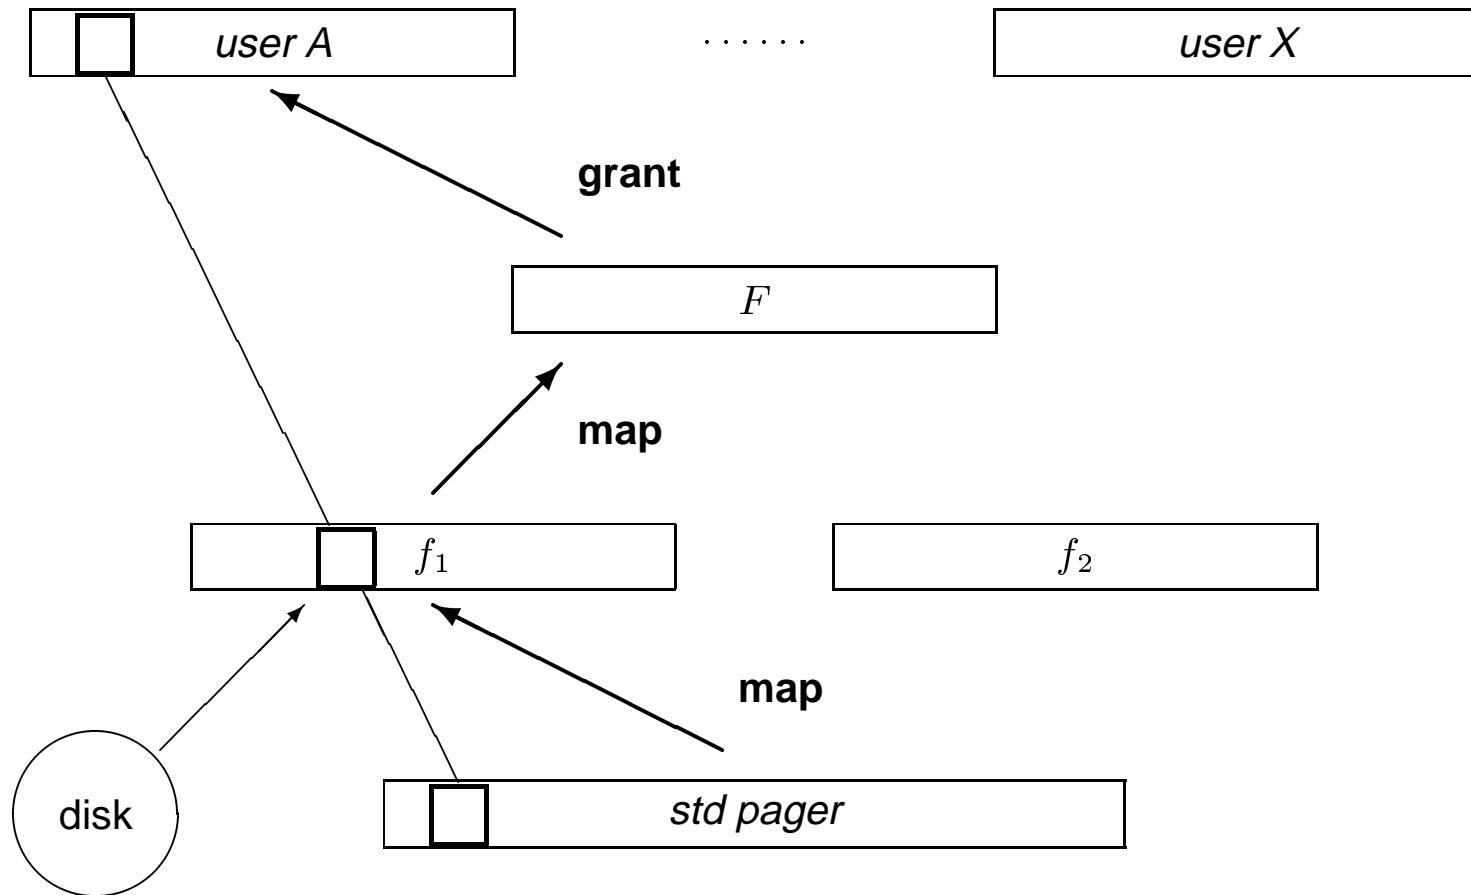 user A
......
user X
grant
F
map
f₁
f₂
map
disk
std pager